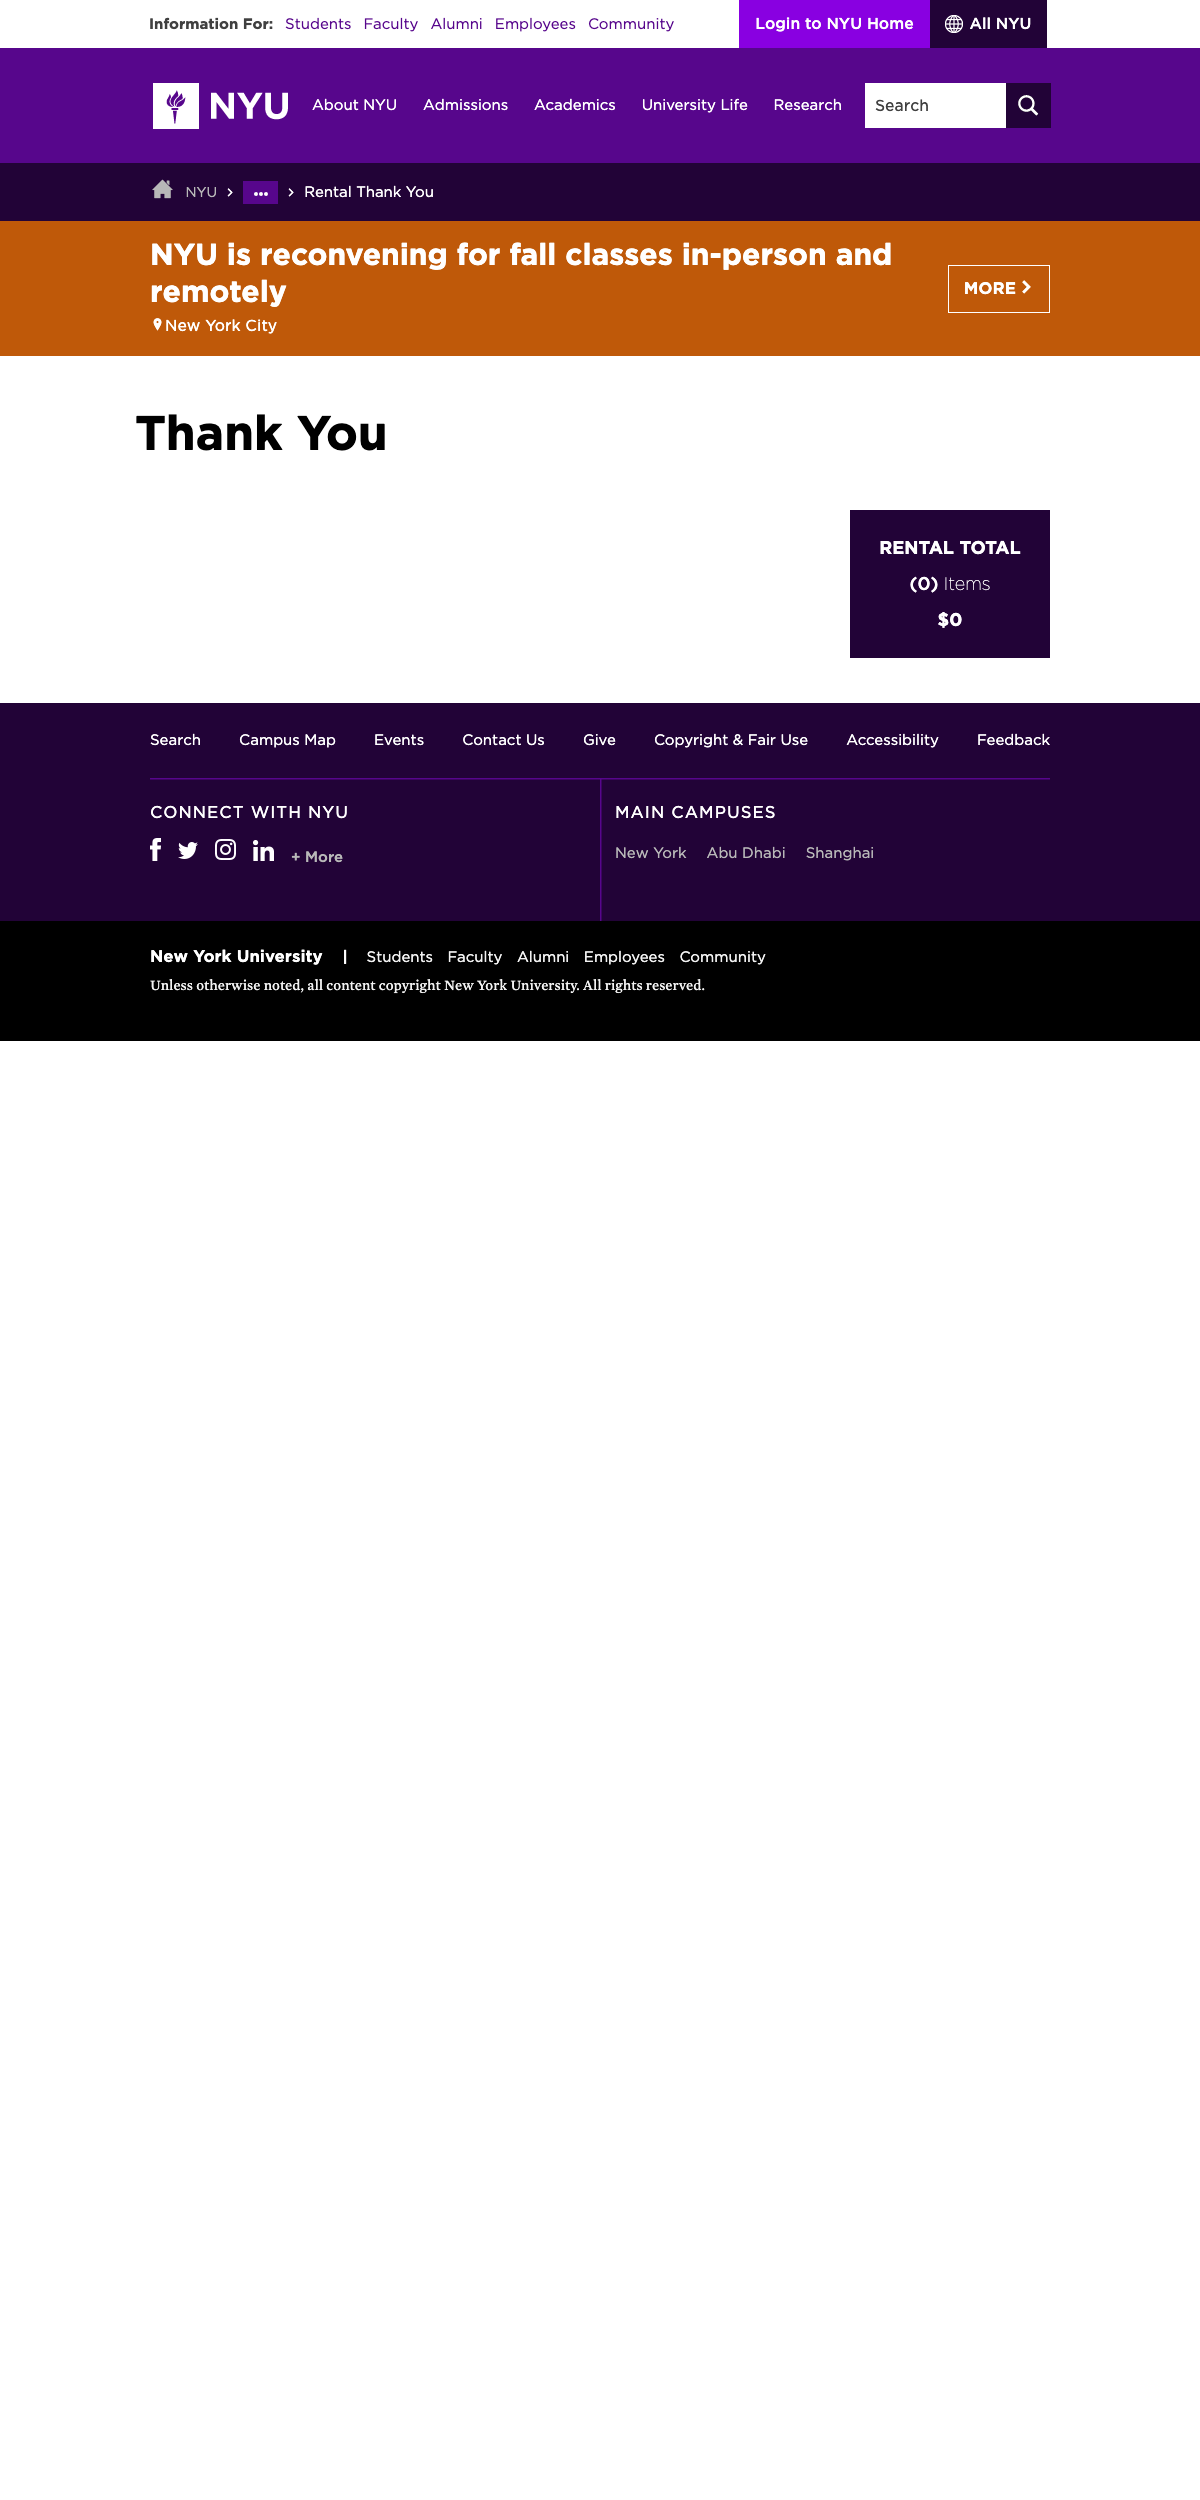 Information For: Students Faculty Alumni Employees Community Login to NYU Home All NYU
NYU About NYU Admissions Academics University Life Research Search
NYU › ••• › Rental Thank You
NYU is reconvening for fall classes in-person and
remotely
New York City
MORE
Thank You
RENTAL TOTAL
(0) Items
$0
Search Campus Map Events Contact Us Give Copyright & Fair Use Accessibility Feedback
CONNECT WITH NYU
+ More
MAIN CAMPUSES
New York Abu Dhabi Shanghai
New York University | Students Faculty Alumni Employees Community
Unless otherwise noted, all content copyright New York University. All rights reserved.